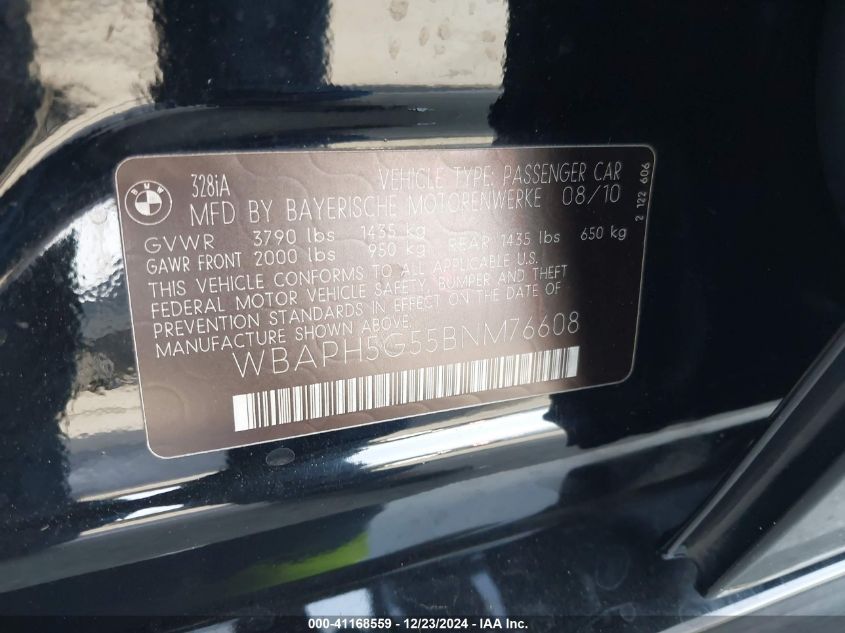 BMW
328iA VEHICLE TYPE: PASSENGER CAR
MFD BY BAYERISCHE MOTORENWERKE 08/10
GVWR 3790 lbs 1435 kg
GAWR FRONT 2000 lbs 950 kg REAR 1435 lbs 650 kg
THIS VEHICLE CONFORMS TO ALL APPLICABLE U.S.
FEDERAL MOTOR VEHICLE SAFETY, BUMPER AND THEFT
PREVENTION STANDARDS IN EFFECT ON THE DATE OF
MANUFACTURE SHOWN ABOVE.
WBAPH5G55BNM76608
2 122 606
000-41168559 - 12/23/2024 - IAA Inc.